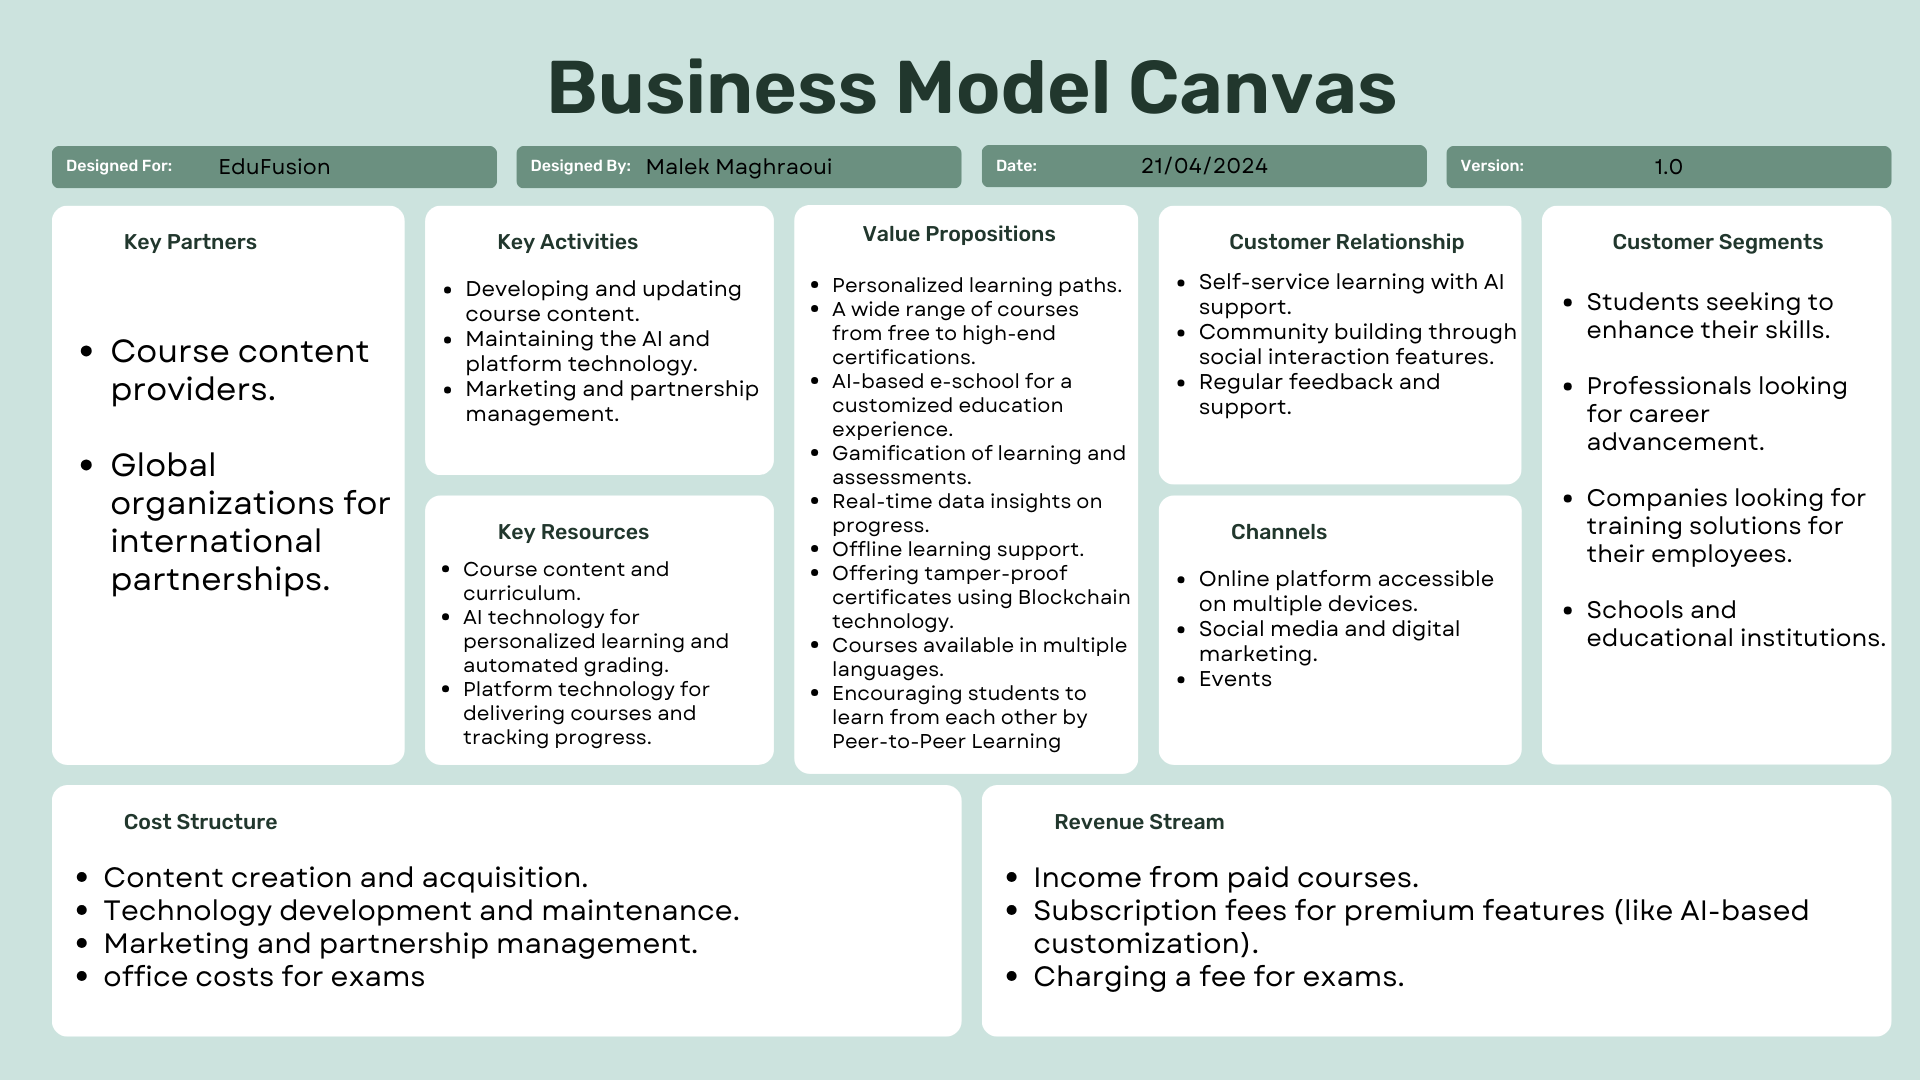 Business Model Canvas
Designed For: EduFusion
Designed By: Malek Maghraoui
Date: 21/04/2024
Version: 1.0
Key Partners
• Course content
providers.
• Global
organizations for
international
partnerships.
Key Activities
• Developing and updating
course content.
• Maintaining the AI and
platform technology.
• Marketing and partnership
management.
Key Resources
• Course content and
curriculum.
• AI technology for
personalized learning and
automated grading.
• Platform technology for
delivering courses and
tracking progress.
Value Propositions
• Personalized learning paths.
• A wide range of courses
from free to high-end
certifications.
• AI-based e-school for a
customized education
experience.
• Gamification of learning and
assessments.
• Real-time data insights on
progress.
• Offline learning support.
• Offering tamper-proof
certificates using Blockchain
technology.
• Courses available in multiple
languages.
• Encouraging students to
learn from each other by
Peer-to-Peer Learning
Customer Relationship
• Self-service learning with AI
support.
• Community building through
social interaction features.
• Regular feedback and
support.
Channels
• Online platform accessible
on multiple devices.
• Social media and digital
marketing.
• Events
Customer Segments
• Students seeking to
enhance their skills.
• Professionals looking
for career
advancement.
• Companies looking for
training solutions for
their employees.
• Schools and
educational institutions.
Cost Structure
• Content creation and acquisition.
• Technology development and maintenance.
• Marketing and partnership management.
• office costs for exams
Revenue Stream
• Income from paid courses.
• Subscription fees for premium features (like AI-based
customization).
• Charging a fee for exams.